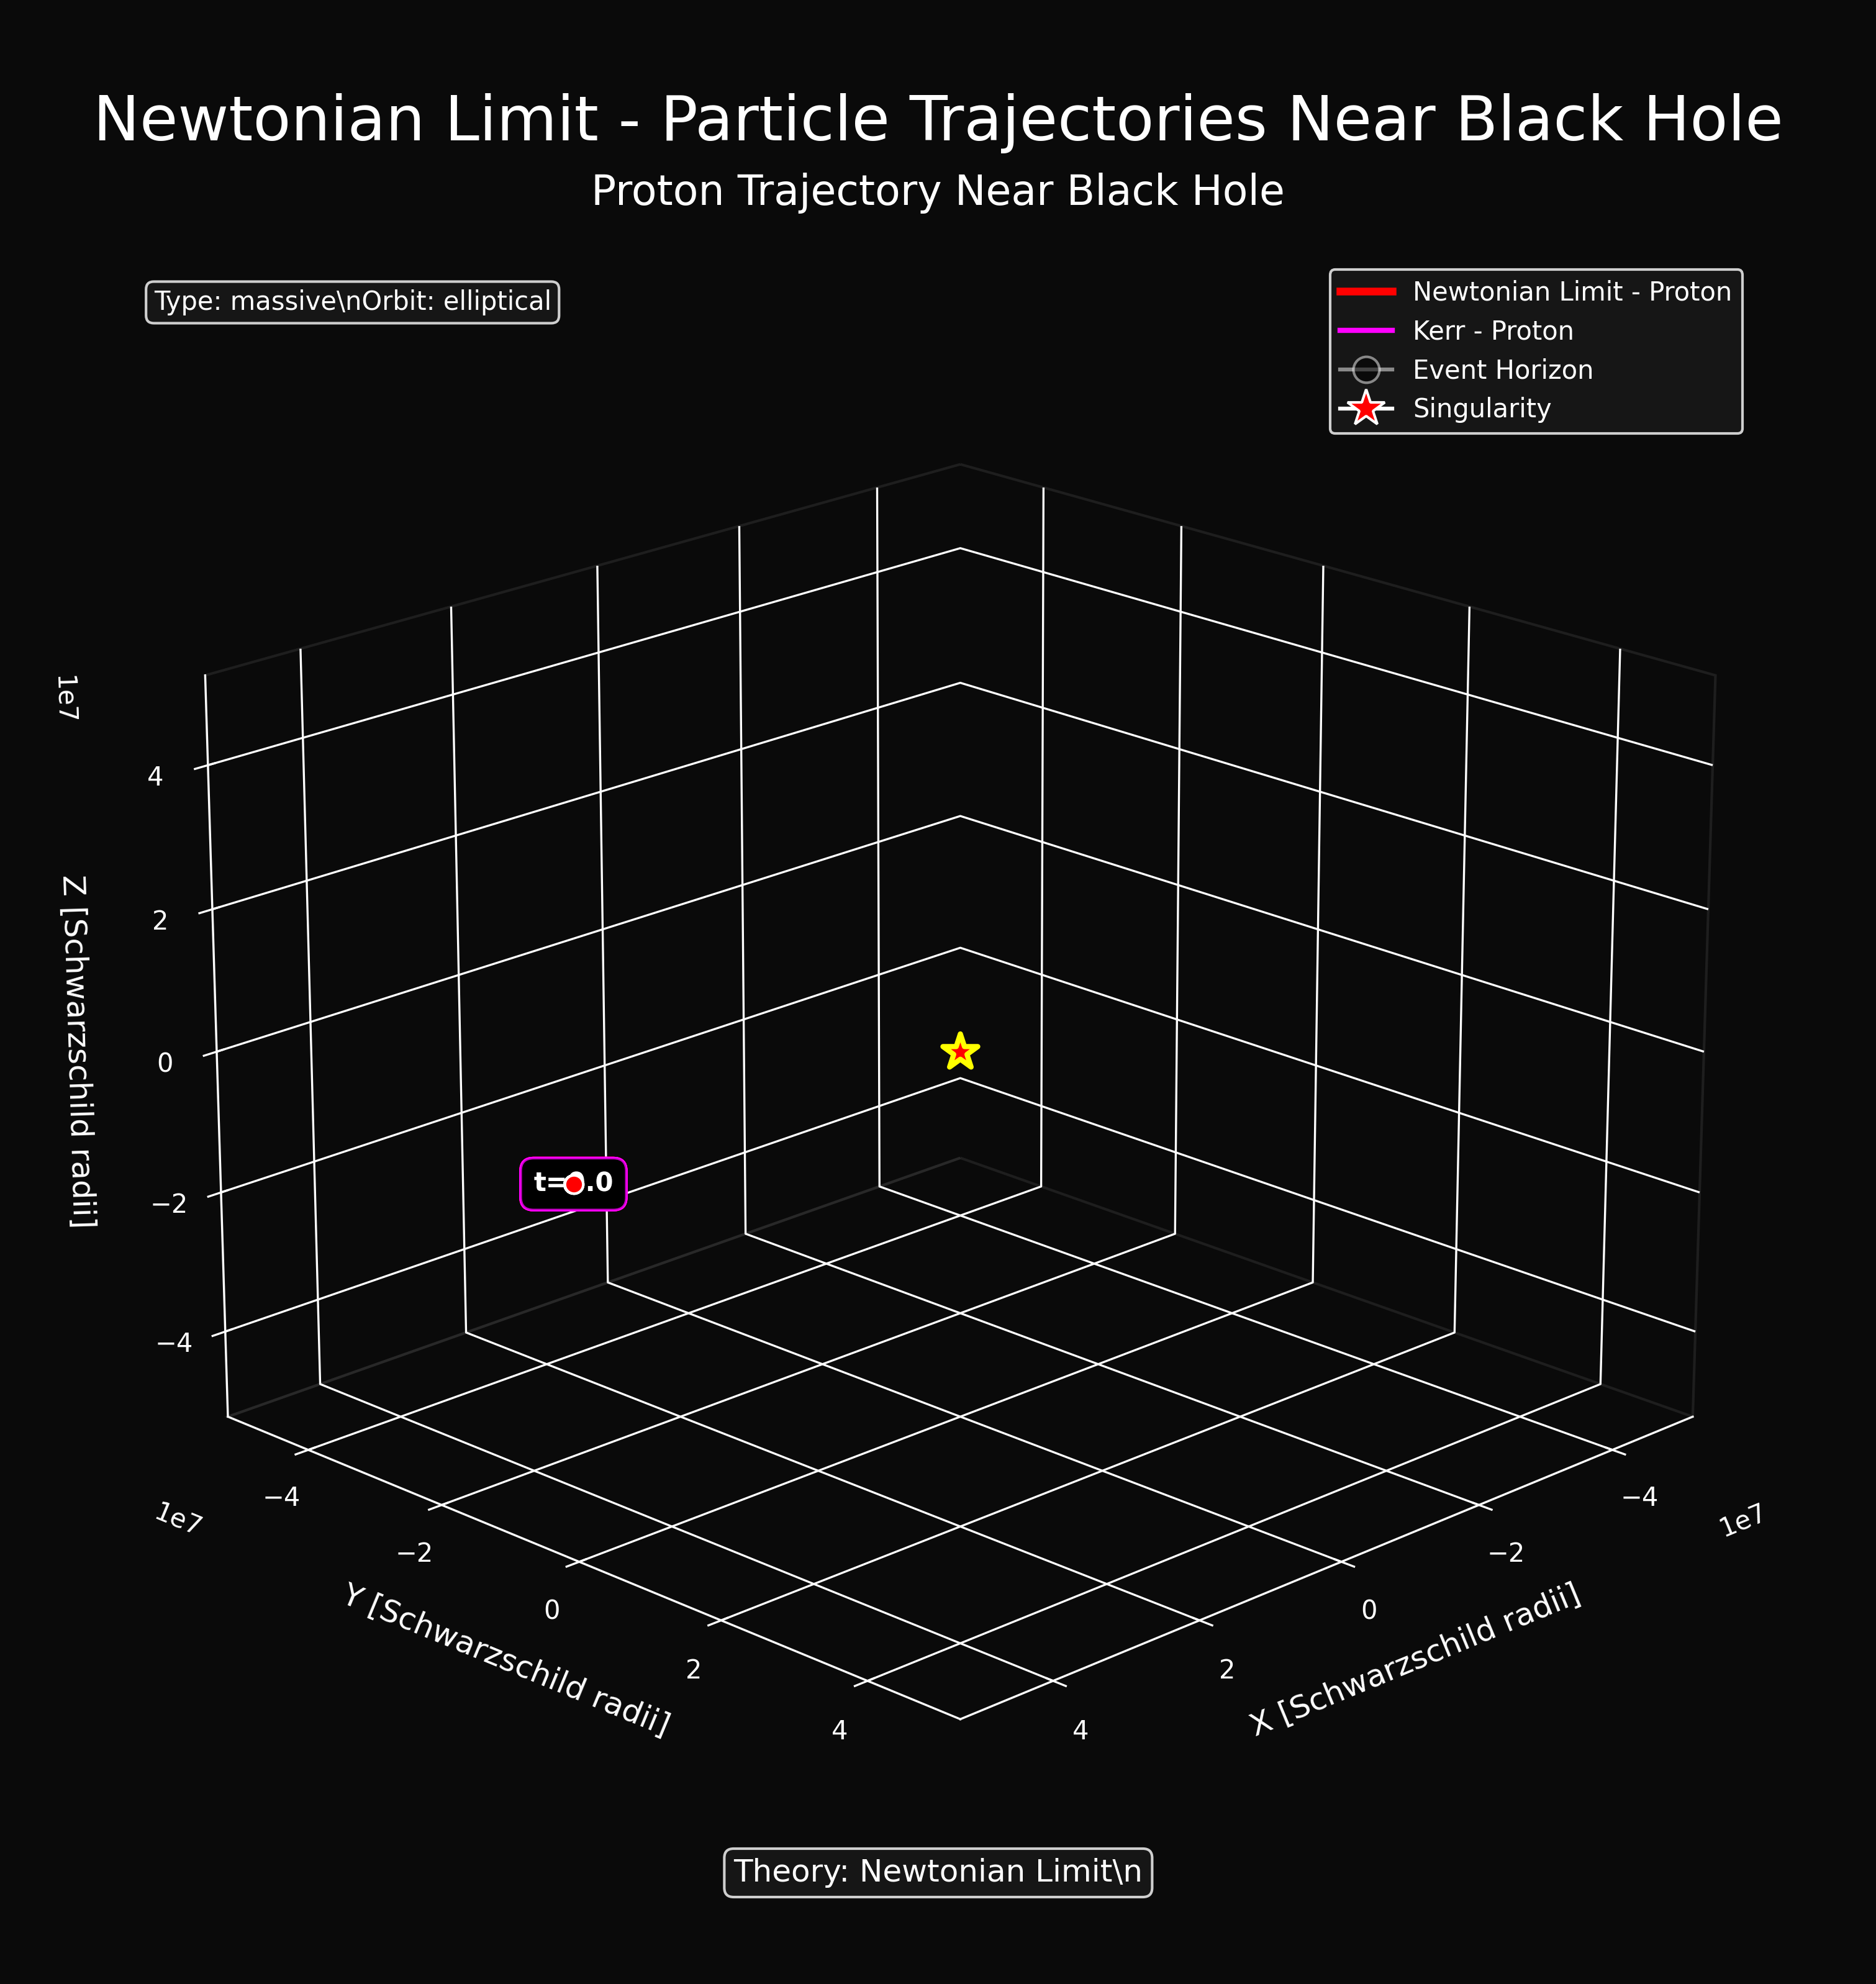 Newtonian Limit - Particle Trajectories Near Black Hole
Proton Trajectory Near Black Hole
Type: massive\nOrbit: elliptical
Newtonian Limit - Proton
Kerr - Proton
Event Horizon
Singularity
1e7
4
2
0
−2
−4
Z [Schwarzschild radii]
t=0.0
1e7
−4
−2
0
2
4
Y [Schwarzschild radii]
1e7
−4
−2
0
2
4
X [Schwarzschild radii]
Theory: Newtonian Limit\n